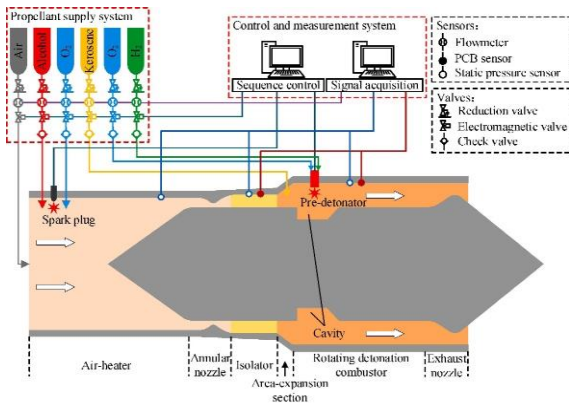 Propellant supply system
Air
Alcohol
O₂
Kerosene
O₂
H₂
Control and measurement system
Sequence control
Signal acquisition
Sensors:
Flowmeter
PCB sensor
Static pressure sensor
Valves:
Reduction valve
Electromagnetic valve
Check valve
Spark plug
Pre-detonator
Cavity
Air-heater
Annular
nozzle
Isolator
Area-expansion
section
Rotating detonation
combustor
Exhaust
nozzle